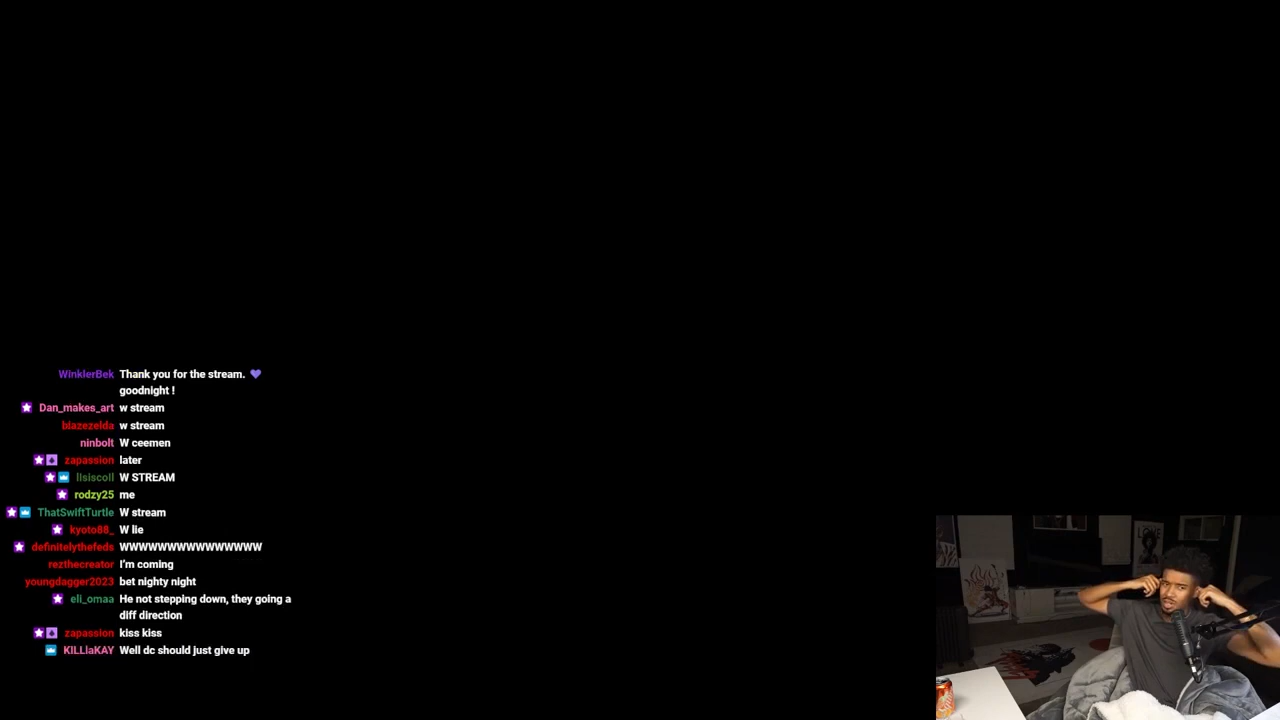 WinklerBek Thank you for the stream. 💜
goodnight !
Dan_makes_art w stream
blazezelda w stream
ninbolt W ceemen
zapassion later
W STREAM
rodzy25 me
ThatSwiftTurtle W stream
kyoto88_ W lie
definitelythefeds WWWWWWWWWWWWWWW
rezthecreator I'm coming
youngdagger2023 bet nighty night
eli_omaa He not stepping down, they going a
diff direction
zapassion kiss kiss
KILLIaKAY Well dc should just give up
LOVE